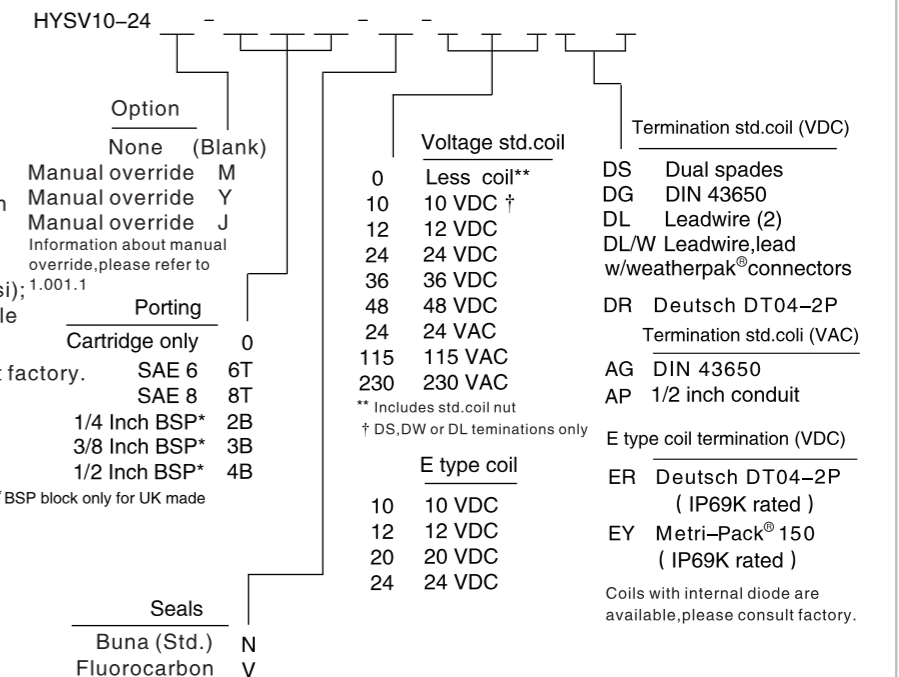 HYSV10–24 – – –
Option
None (Blank)
Manual override M
Manual override Y
Manual override J
Information about manual
override,please refer to
1.001.1
si);
le
t factory.
Porting
Cartridge only 0
SAE 6 6T
SAE 8 8T
1/4 Inch BSP* 2B
3/8 Inch BSP* 3B
1/2 Inch BSP* 4B
* BSP block only for UK made
Seals
Buna (Std.) N
Fluorocarbon V
Voltage std.coil
0 Less coil**
10 10 VDC †
12 12 VDC
24 24 VDC
36 36 VDC
48 48 VDC
24 24 VAC
115 115 VAC
230 230 VAC
** Includes std.coil nut
† DS,DW or DL teminations only
E type coil
10 10 VDC
12 12 VDC
20 20 VDC
24 24 VDC
Termination std.coil (VDC)
DS Dual spades
DG DIN 43650
DL Leadwire (2)
DL/W Leadwire,lead
w/weatherpak®connectors
DR Deutsch DT04–2P
Termination std.coli (VAC)
AG DIN 43650
AP 1/2 inch conduit
E type coil termination (VDC)
ER Deutsch DT04–2P
( IP69K rated )
EY Metri–Pack® 150
( IP69K rated )
Coils with internal diode are
available,please consult factory.